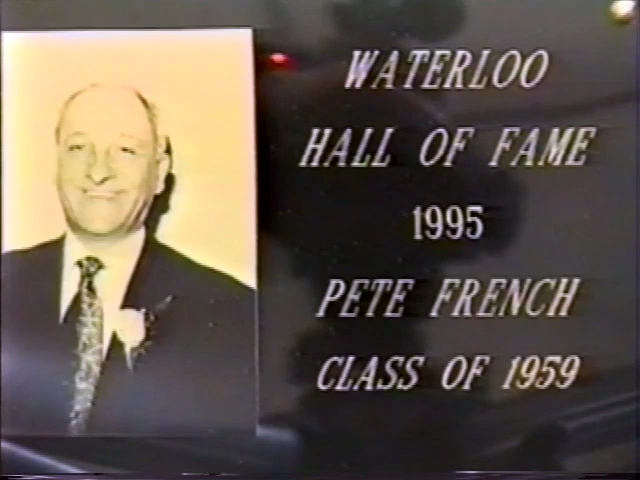 WATERLOO
HALL OF FAME
1995
PETE FRENCH
CLASS OF 1959